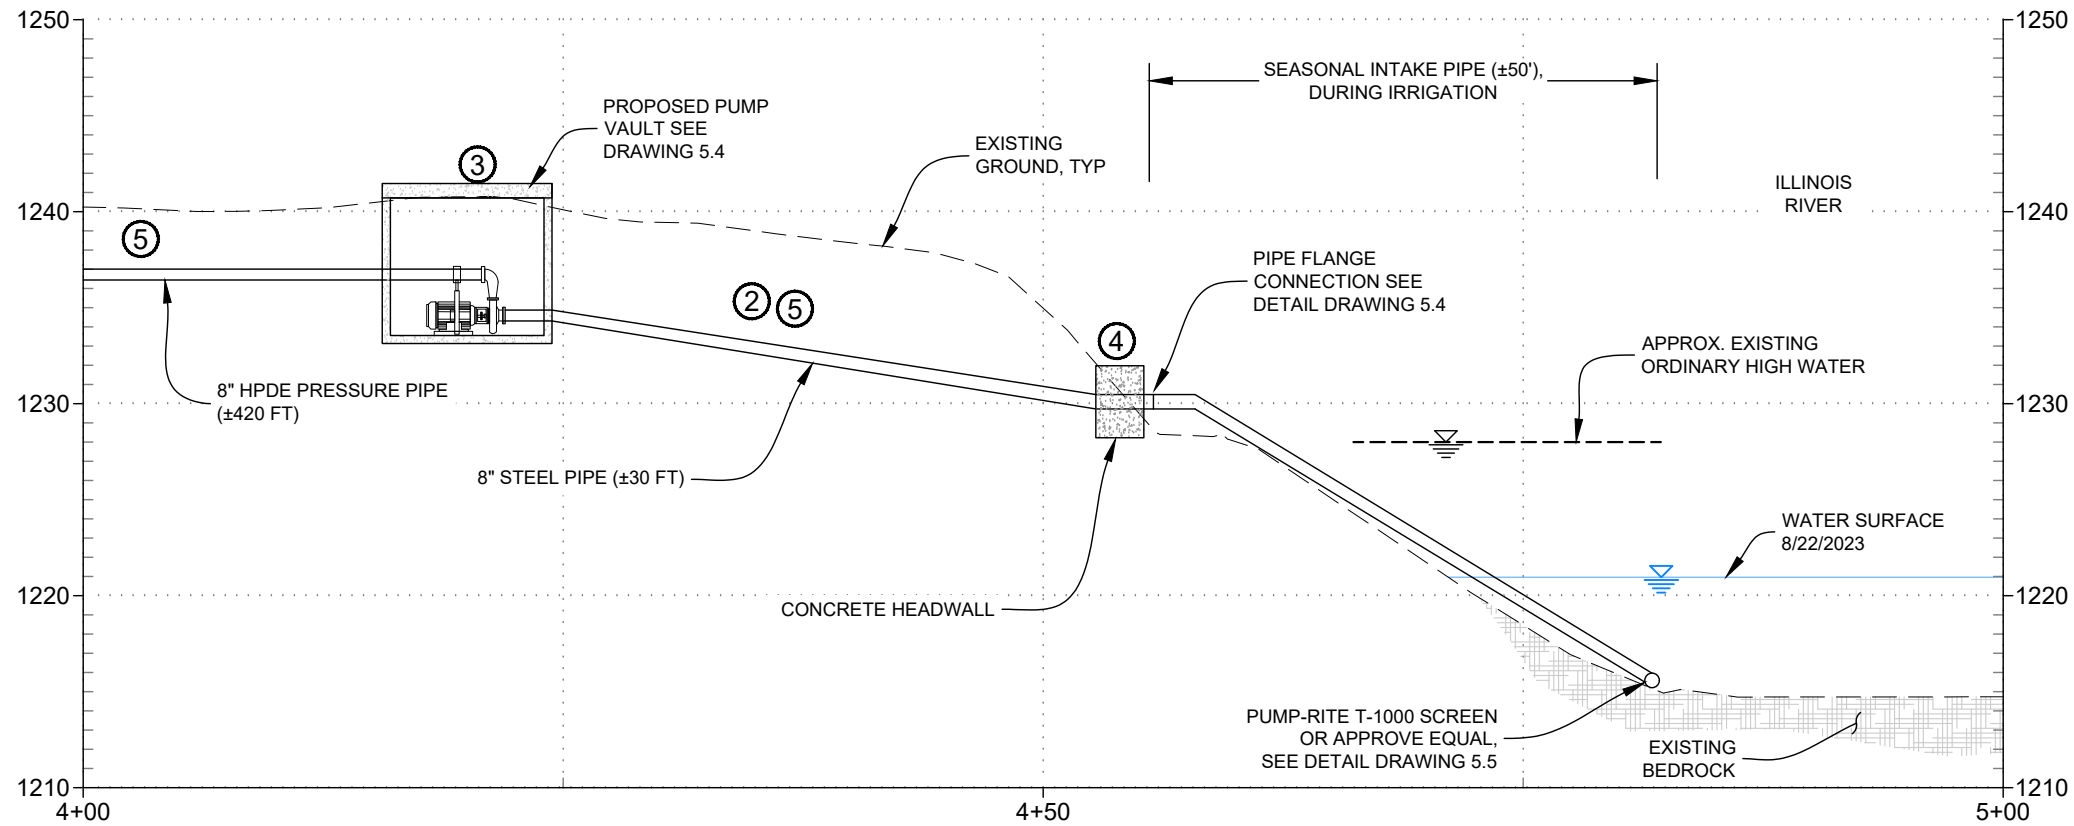 1250
1250
SEASONAL INTAKE PIPE (±50'),
DURING IRRIGATION
PROPOSED PUMP
VAULT SEE
DRAWING 5.4
EXISTING
GROUND, TYP
3
ILLINOIS
RIVER
1240
1240
5
PIPE FLANGE
CONNECTION SEE
DETAIL DRAWING 5.4
2
5
4
APPROX. EXISTING
ORDINARY HIGH WATER
8" HPDE PRESSURE PIPE
(±420 FT)
1230
1230
8" STEEL PIPE (±30 FT)
WATER SURFACE
8/22/2023
1220
1220
CONCRETE HEADWALL
PUMP-RITE T-1000 SCREEN
OR APPROVE EQUAL,
SEE DETAIL DRAWING 5.5
EXISTING
BEDROCK
1210
1210
4+00
4+50
5+00